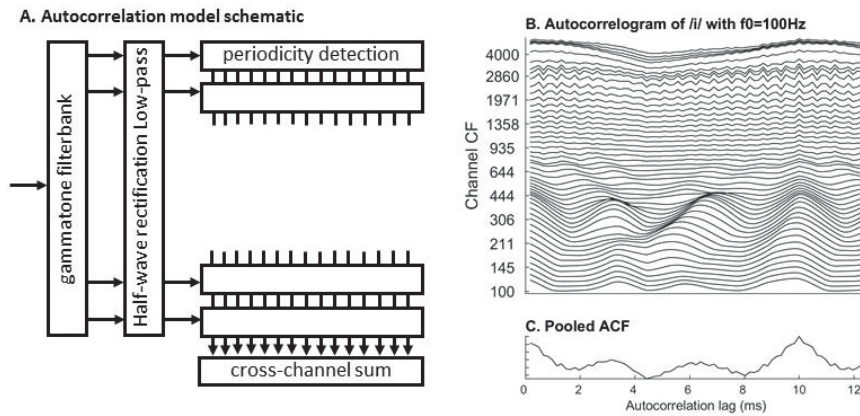 A. Autocorrelation model schematic
gammatone filterbank
Half-wave rectification Low-pass
periodicity detection
cross-channel sum
B. Autocorrelogram of /i/ with f0=100Hz
Channel CF
4000
2860
1971
1358
935
644
444
306
211
145
100
C. Pooled ACF
0 2 4 6 8 10 12
Autocorrelation lag (ms)